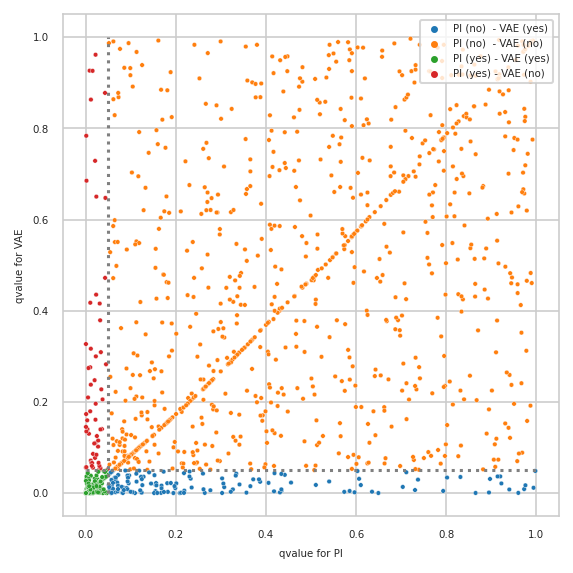 PI (no) - VAE (yes)
PI (no) - VAE (no)
PI (yes) - VAE (yes)
PI (yes) - VAE (no)
1.0
0.8
0.6
0.4
0.2
0.0
qvalue for VAE
0.0 0.2 0.4 0.6 0.8 1.0
qvalue for PI